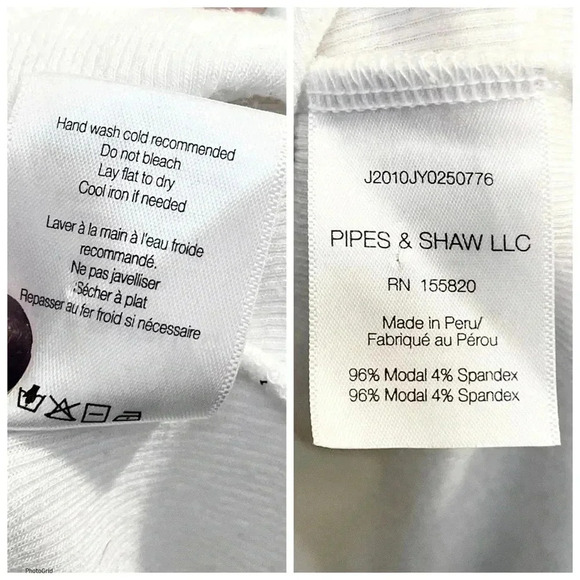 Hand wash cold recommended
Do not bleach
Lay flat to dry
Cool iron if needed
Laver à la main à l'eau froide
recommandé.
Ne pas javelliser
Sécher à plat
Repasser au fer froid si nécessaire
J2010JY0250776
PIPES & SHAW LLC
RN 155820
Made in Peru/
Fabriqué au Pérou
96% Modal 4% Spandex
96% Modal 4% Spandex
PhotoGrid